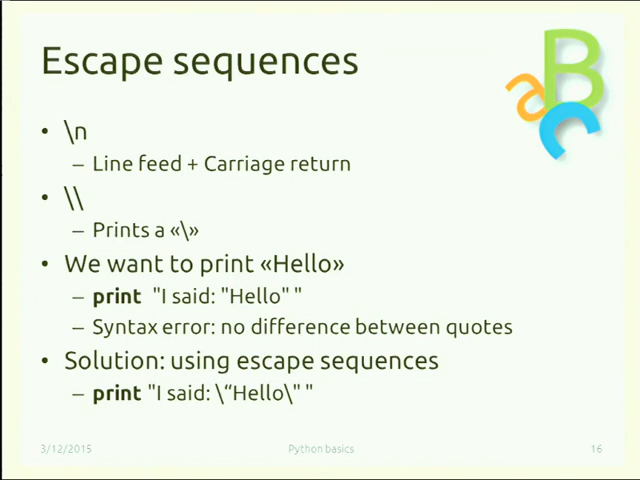 Escape sequences
a B C
• \n
– Line feed + Carriage return
• \\
– Prints a «\»
• We want to print «Hello»
– print "I said: "Hello" "
– Syntax error: no difference between quotes
• Solution: using escape sequences
– print "I said: \“Hello\" "
3/12/2015 Python basics 16